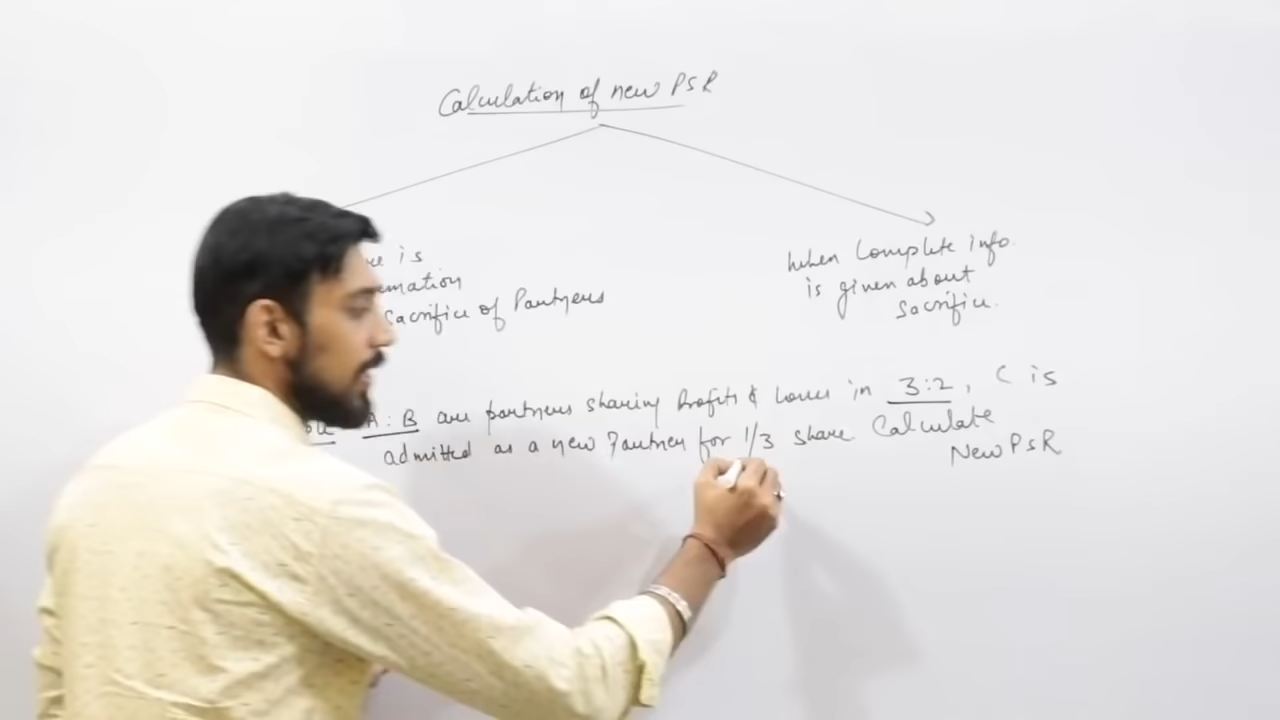 Calculation of new PSR
is
Sacrifice of Partners
When Complete info.
is given about
Sacrifice.
A : B are partners sharing Profits & Losses in 3:2, C is
admitted as a new Partner for 1/3 share Calculate
New PSR